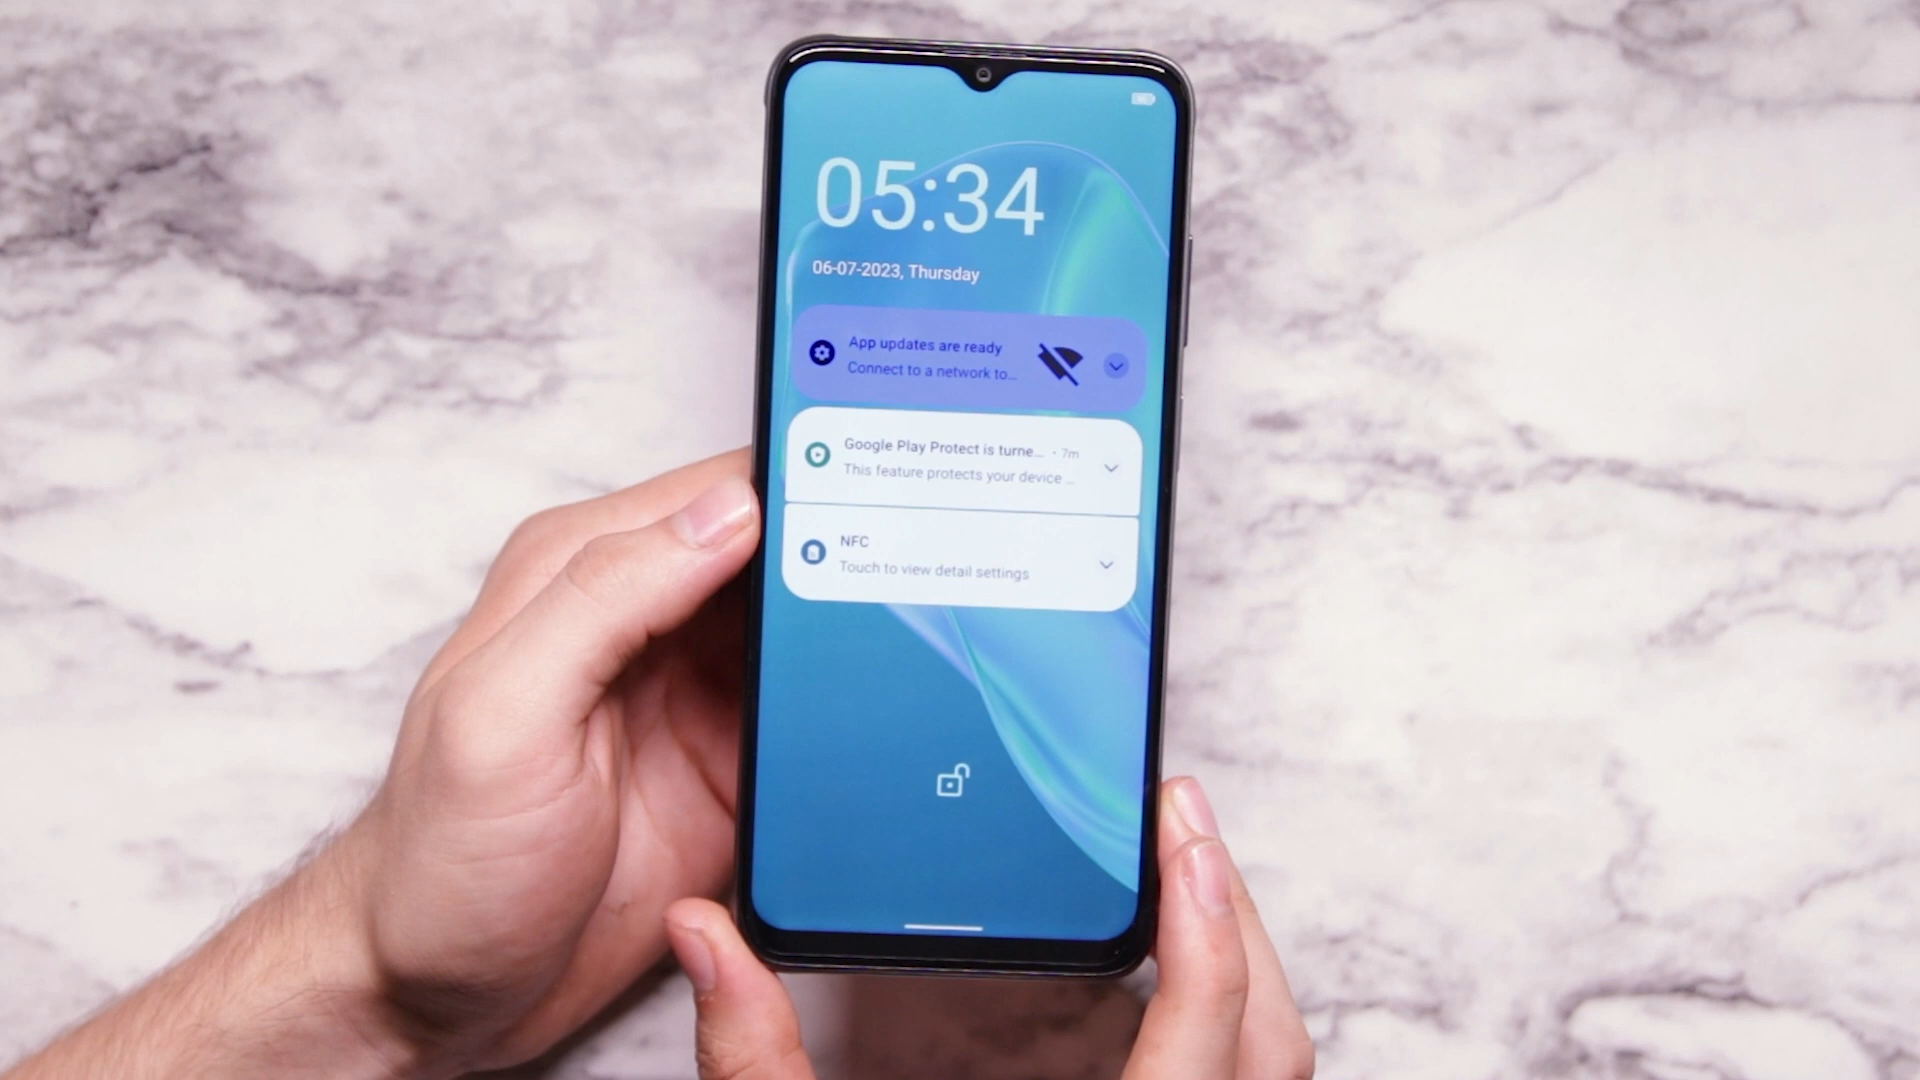 05:34
06-07-2023, Thursday
App updates are ready
Connect to a network to…
Google Play Protect is turne… • 7m
This feature protects your device …
NFC
Touch to view detail settings